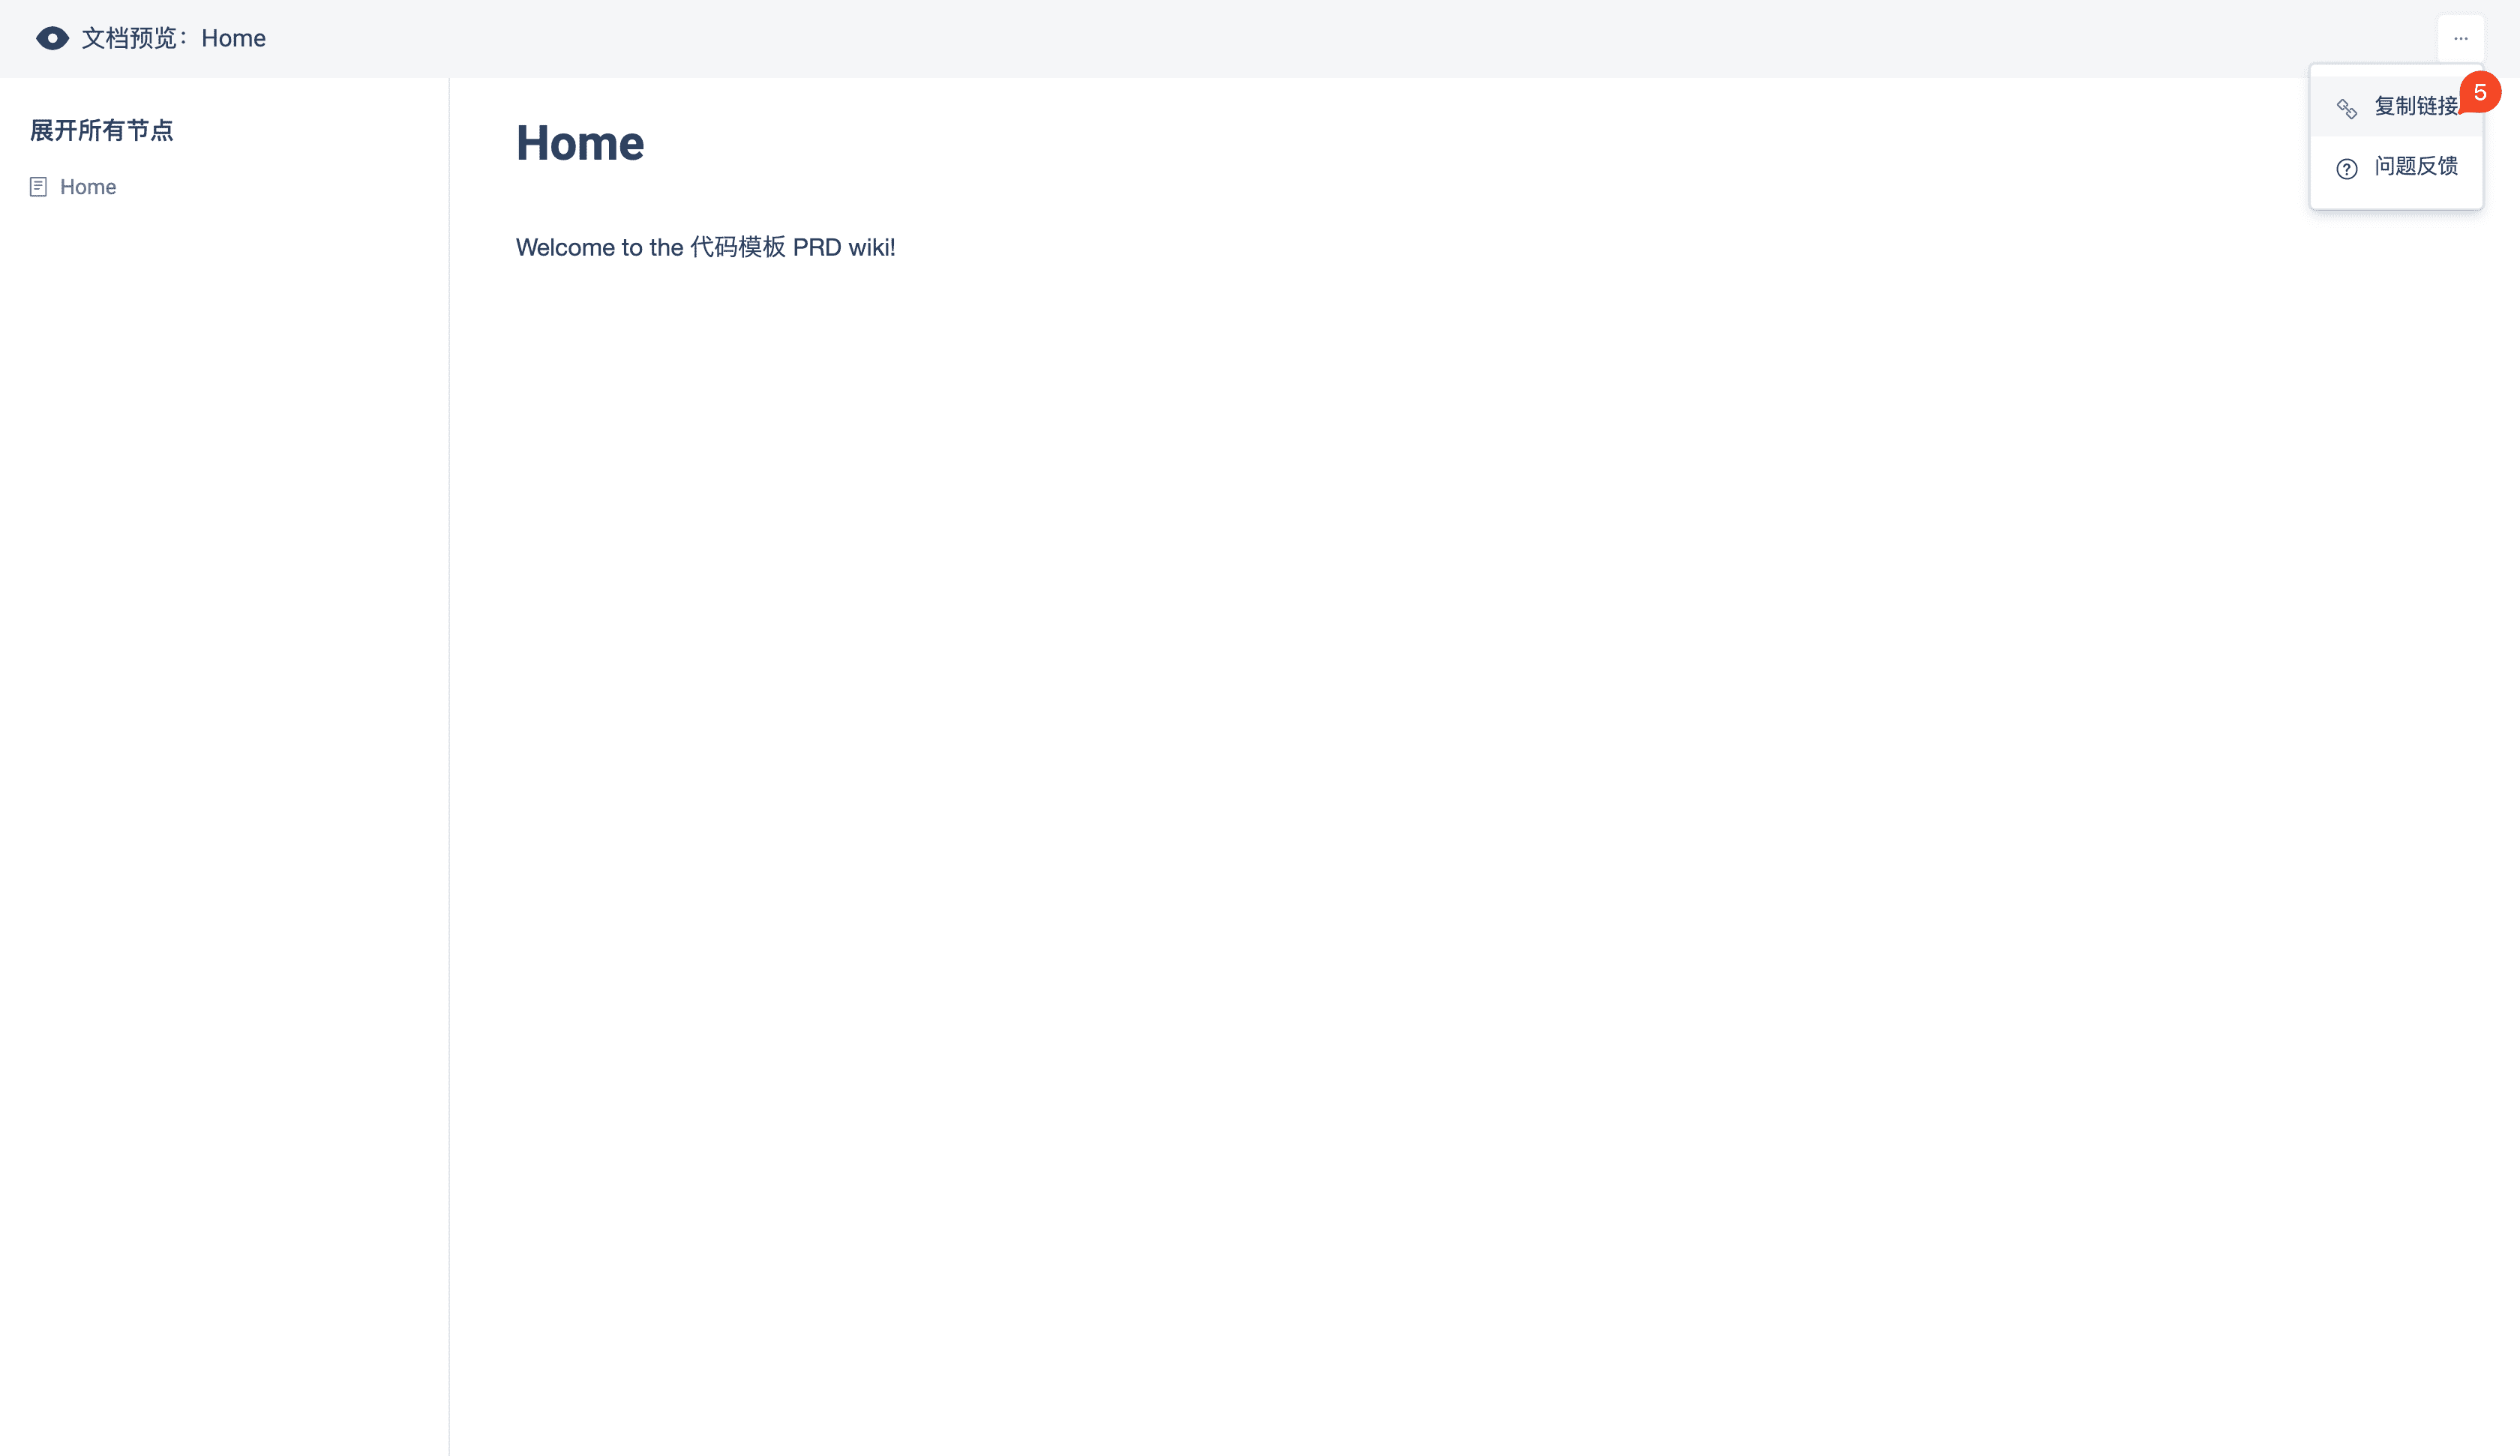 文档预览：Home
...
复制链接
5
问题反馈
展开所有节点
Home
Home
Welcome to the 代码模板 PRD wiki!